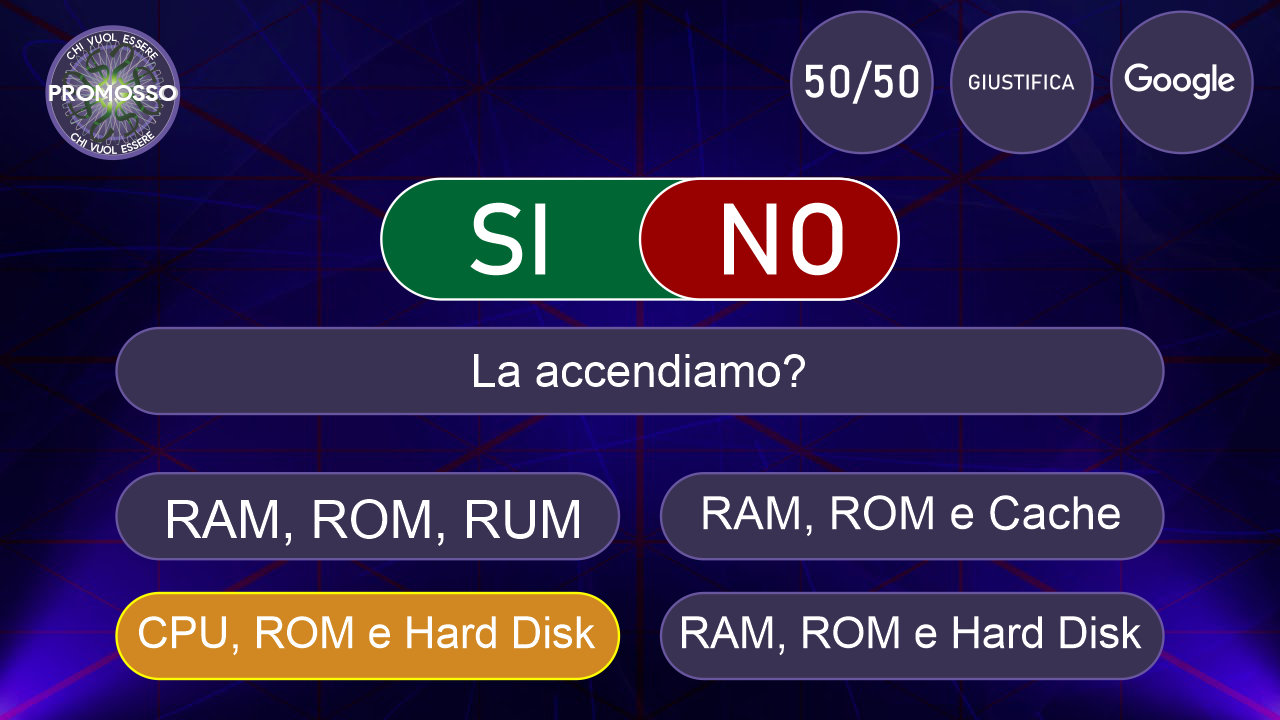 CHI VUOL ESSERE
PROMOSSO
CHI VUOL ESSERE
50/50
GIUSTIFICA
Google
SI
NO
La accendiamo?
RAM, ROM, RUM
RAM, ROM e Cache
CPU, ROM e Hard Disk
RAM, ROM e Hard Disk